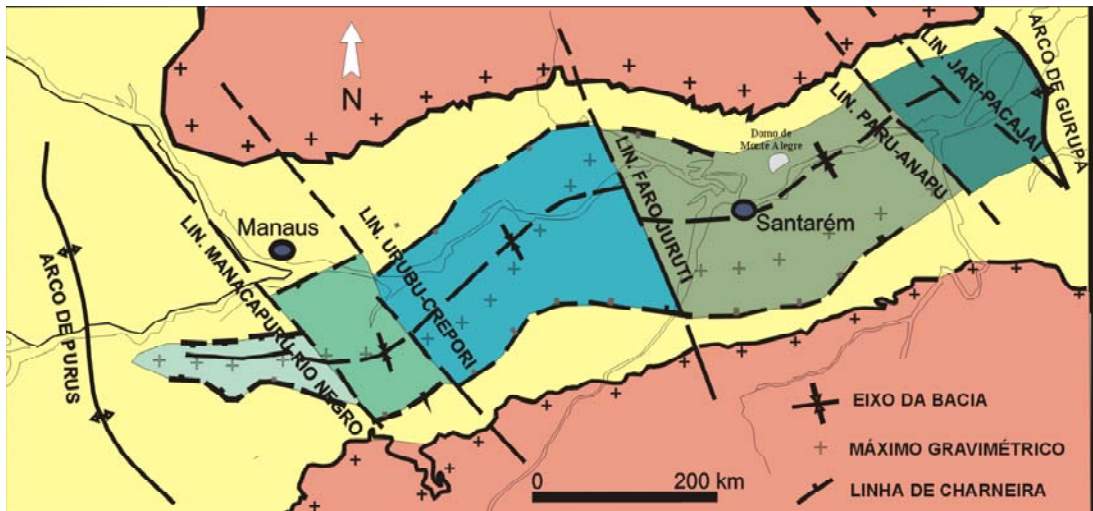 LIN. JARI-PACAJAI
ARCO DE GURUPÁ
LIN. PARU-ANAPU
N
Domo de
Monte Alegre
LIN. FARO-JURUTI
Santarém
Manaus
LIN. URUBU-CREPORI
LIN. MANACAPURU-RIO NEGRO
ARCO DE PURUS
EIXO DA BACIA
MÁXIMO GRAVIMÉTRICO
LINHA DE CHARNEIRA
0 200 km